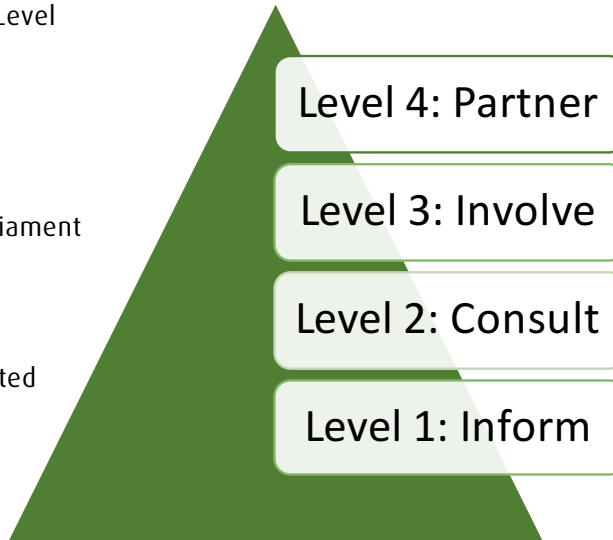 Level
Level 4: Partner
Level 3: Involve
Level 2: Consult
Level 1: Inform